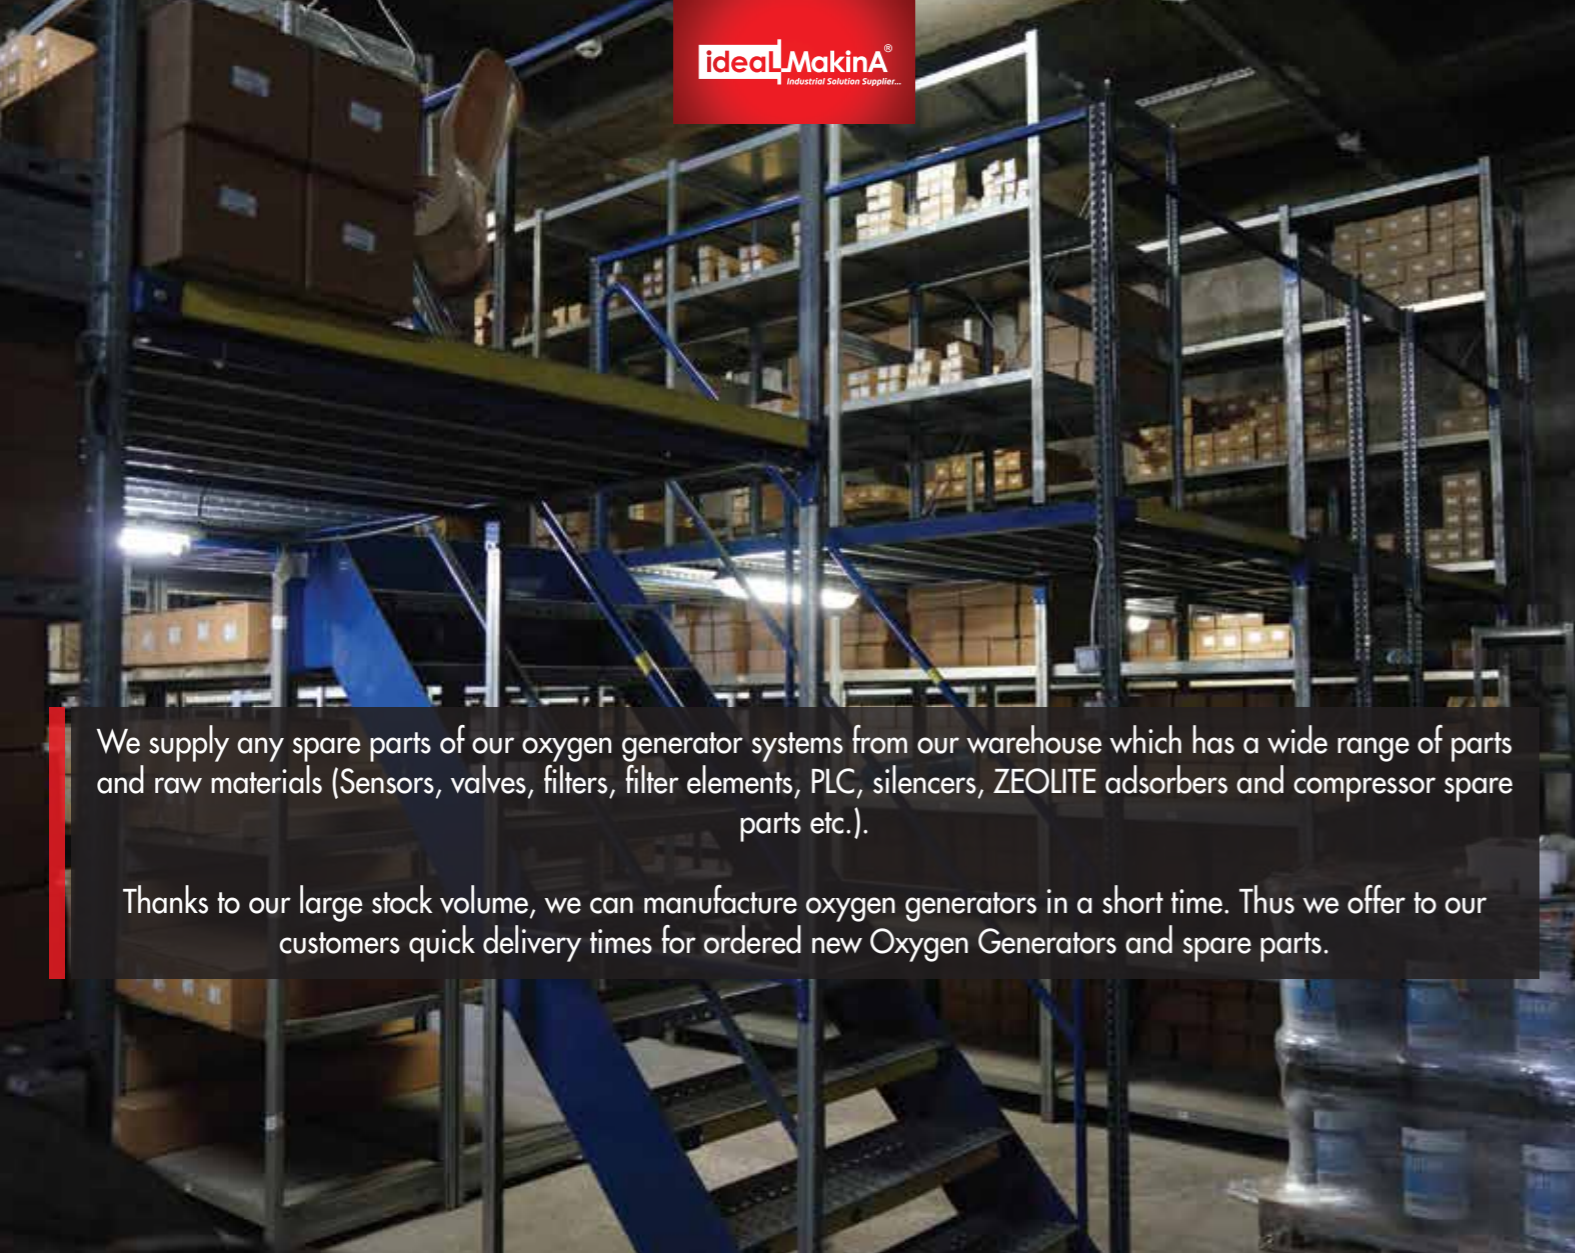 ideaL MakinA®
Industrial Solution Supplier...
We supply any spare parts of our oxygen generator systems from our warehouse which has a wide range of parts
and raw materials (Sensors, valves, filters, filter elements, PLC, silencers, ZEOLITE adsorbers and compressor spare
parts etc.).
Thanks to our large stock volume, we can manufacture oxygen generators in a short time. Thus we offer to our
customers quick delivery times for ordered new Oxygen Generators and spare parts.